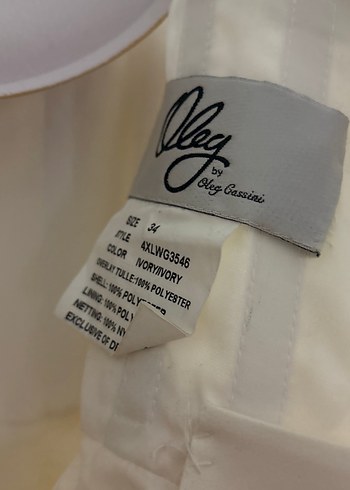 Oleg
by
Oleg Cassini
SIZE 34
STYLE 4XLWG3546
COLOR IVORY/IVORY
OVERLAY TULLE:100% POLYESTER
SHELL:100% POLYESTER
LINING:100% POLY
NETTING:100% NY
EXCLUSIVE OF